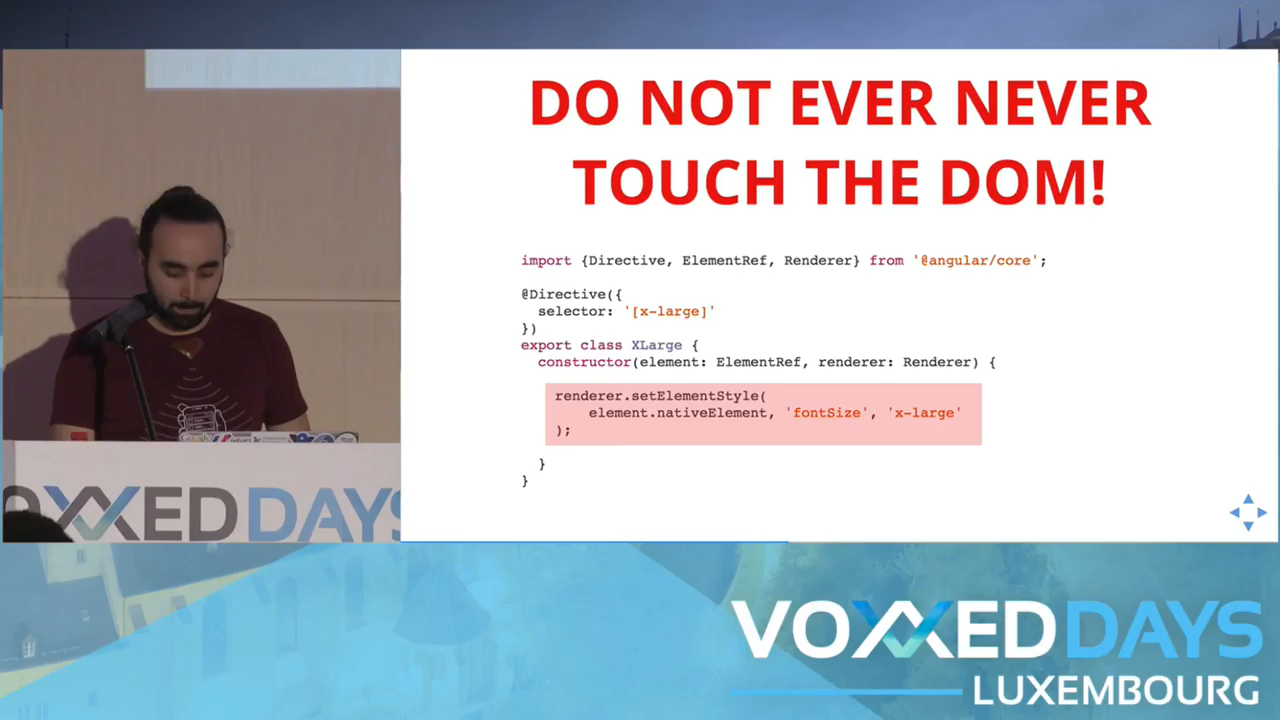 DO NOT EVER NEVER
TOUCH THE DOM!
import {Directive, ElementRef, Renderer} from '@angular/core';
@Directive({
selector: '[x-large]'
})
export class XLarge {
constructor(element: ElementRef, renderer: Renderer) {
renderer.setElementStyle(
element.nativeElement, 'fontSize', 'x-large'
);
}
}
VOXXED DAYS
VOXXED DAYS
LUXEMBOURG